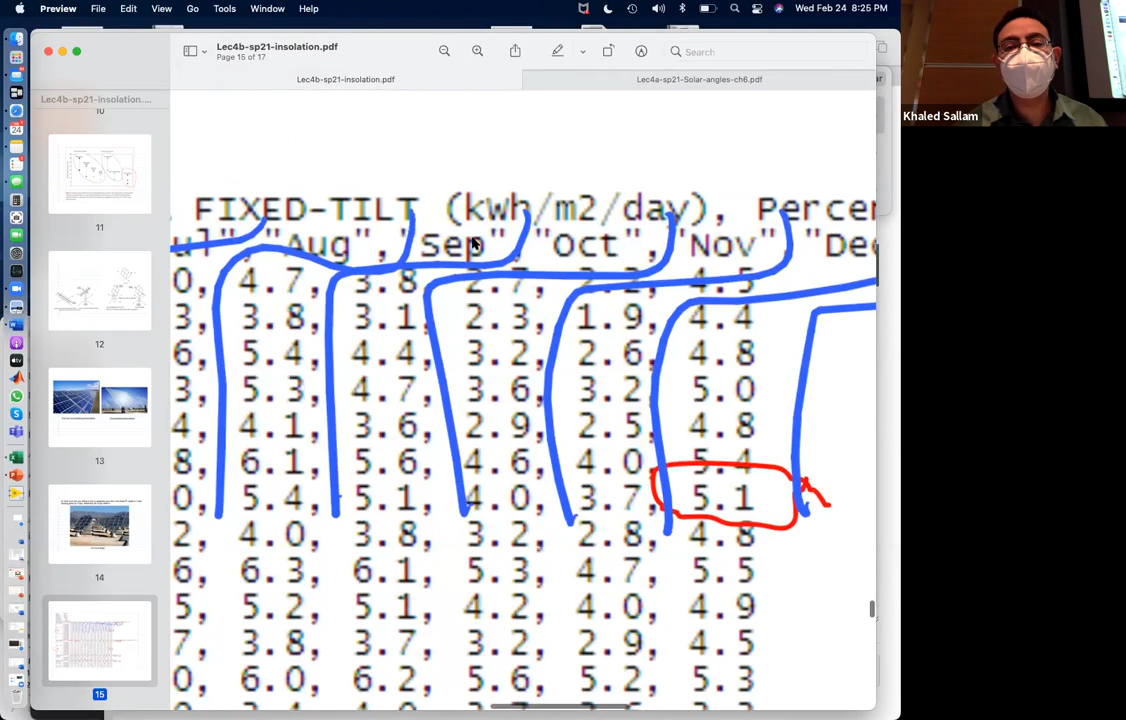 Preview File Edit View Go Tools Window Help
Wed Feb 24 8:25 PM
Lec4b-sp21-insolation.pdf
Page 15 of 17
Search
Lec4b-sp21-insolation.pdf
Lec4a-sp21-Solar-angles-ch6.pdf
Lec4b-sp21-insolation....
10
11
12
13
14
15
Khaled Sallam
FIXED-TILT (kWh/m2/day), Percen
ul", "Aug", "Sep", "Oct", "Nov" "Dec
0, 4.7, 3.8, 2.7, 2.2, 4.5
3, 3.8, 3.1, 2.3, 1.9, 4.4
6, 5.4, 4.4, 3.2, 2.6, 4.8
3, 5.3, 4.7, 3.6, 3.2, 5.0
4, 4.1, 3.6, 2.9, 2.5, 4.8
8, 6.1, 5.6, 4.6, 4.0, 5.4
0, 5.4, 5.1, 4.0, 3.7, 5.1
2, 4.0, 3.8, 3.2, 2.8, 4.8
6, 6.3, 6.1, 5.3, 4.7, 5.5
5, 5.2, 5.1, 4.2, 4.0, 4.9
7, 3.8, 3.7, 3.2, 2.9, 4.5
0, 6.0, 6.2, 5.6, 5.2, 5.3